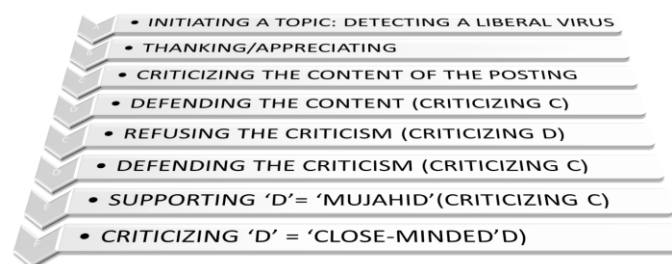 • INITIATING A TOPIC: DETECTING A LIBERAL VIRUS
• THANKING/APPRECIATING
• CRITICIZING THE CONTENT OF THE POSTING
• DEFENDING THE CONTENT (CRITICIZING C)
• REFUSING THE CRITICISM (CRITICIZING D)
• DEFENDING THE CRITICISM (CRITICIZING C)
• SUPPORTING ‘D’= ‘MUJAHID’(CRITICIZING C)
• CRITICIZING ‘D’ = ‘CLOSE-MINDED’D)